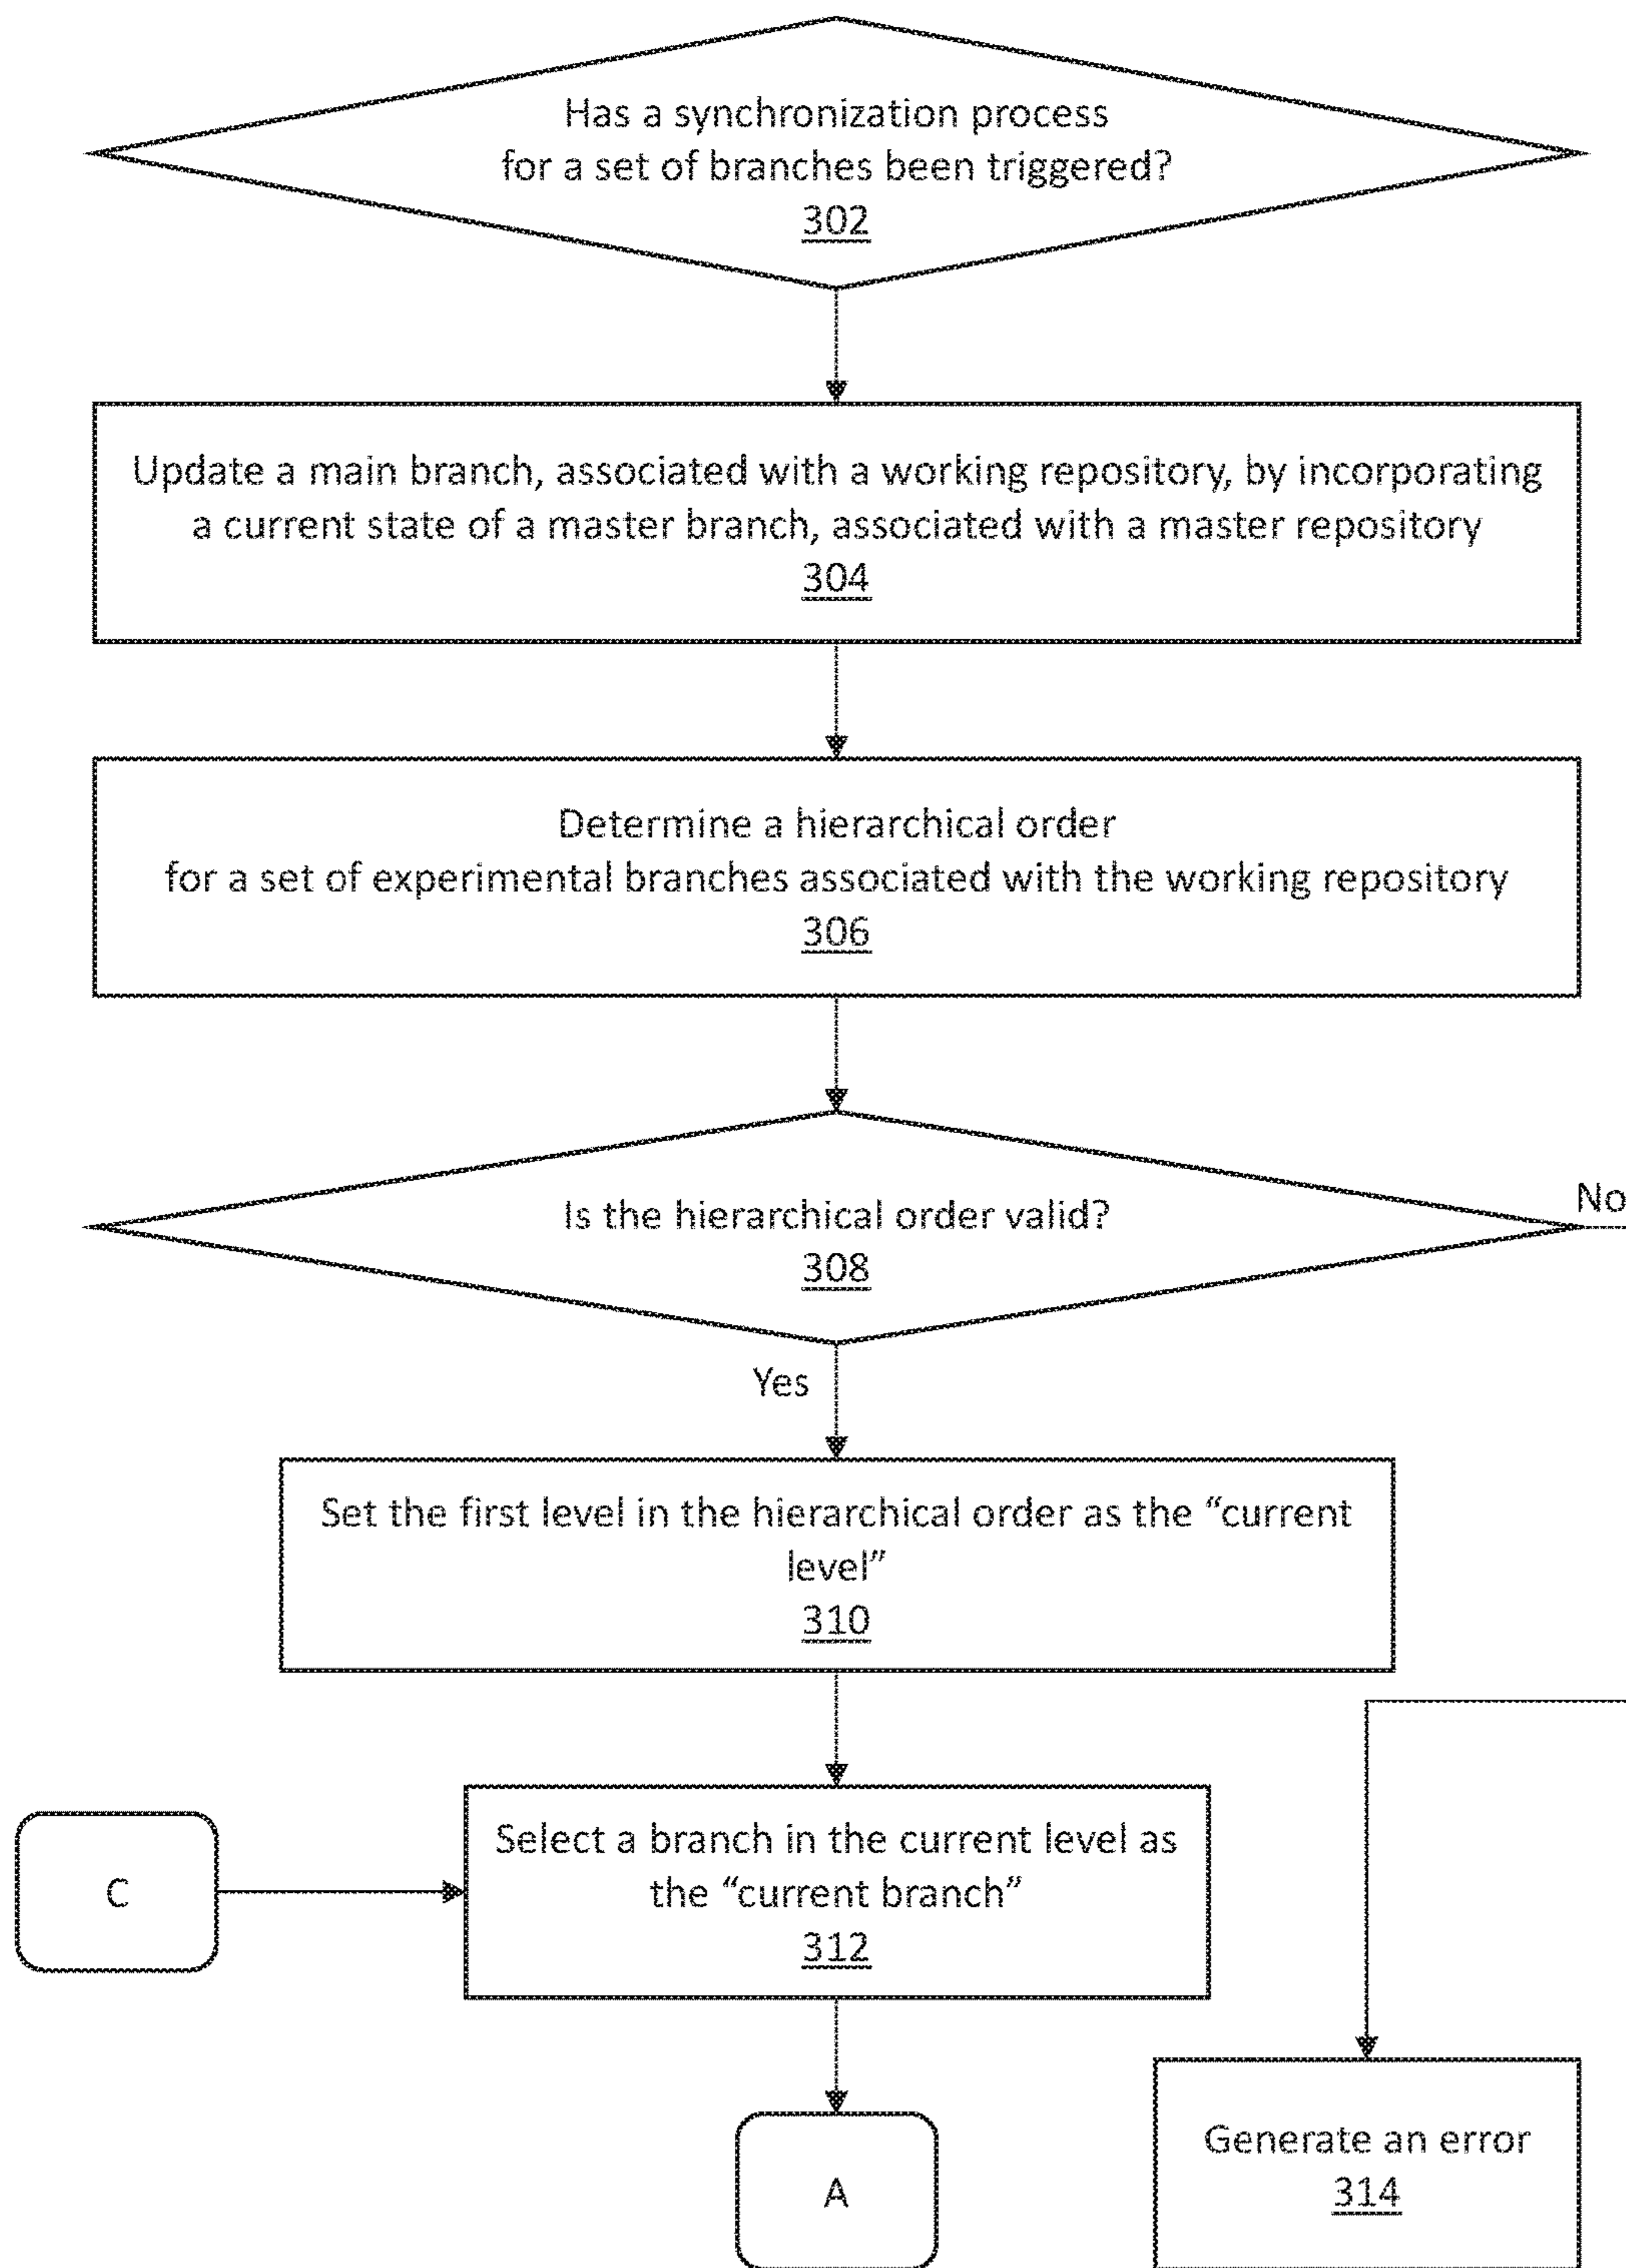 Has a synchronization process
for a set of branches been triggered?
302
Update a main branch, associated with a working repository, by incorporating
a current state of a master branch, associated with a master repository
304
Determine a hierarchical order
for a set of experimental branches associated with the working repository
306
Is the hierarchical order valid?
308
No
Yes
Set the first level in the hierarchical order as the “current
level”
310
Select a branch in the current level as
the “current branch”
312
C
A
Generate an error
314